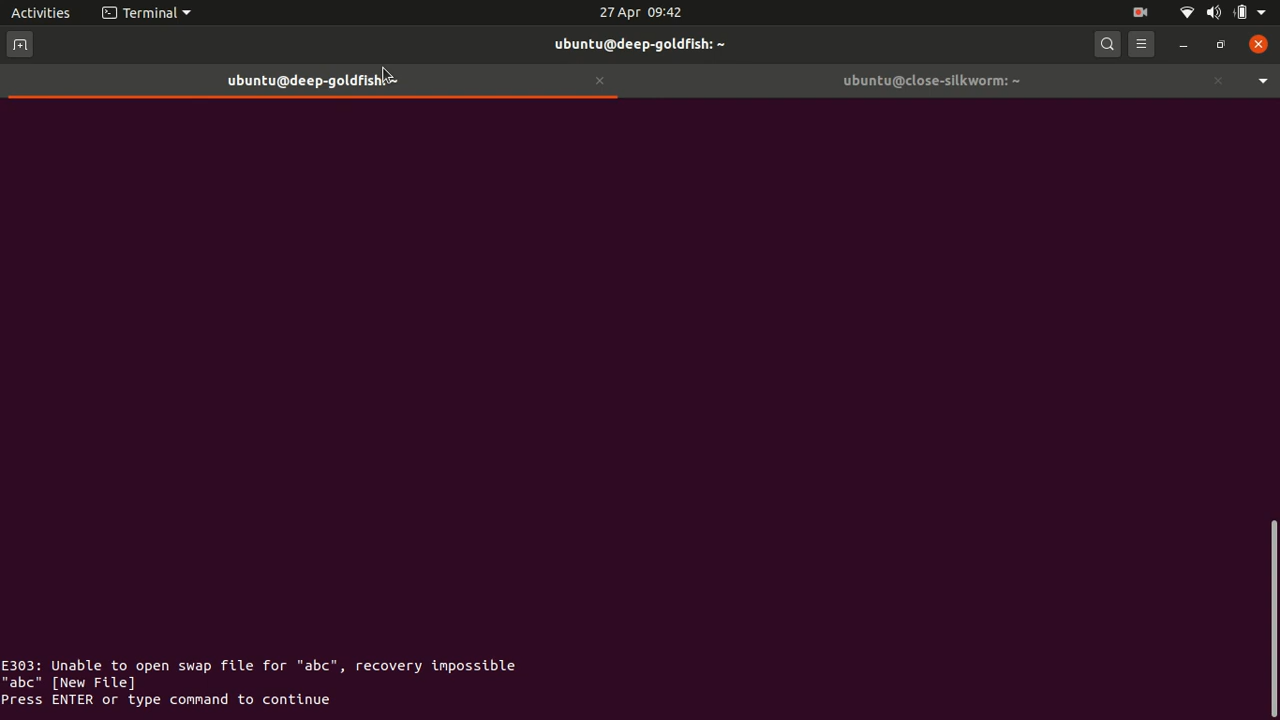 Activities
Terminal
27 Apr 09:42
ubuntu@deep-goldfish: ~
ubuntu@deep-goldfish: ~
ubuntu@close-silkworm: ~
E303: Unable to open swap file for "abc", recovery impossible
"abc" [New File]
Press ENTER or type command to continue